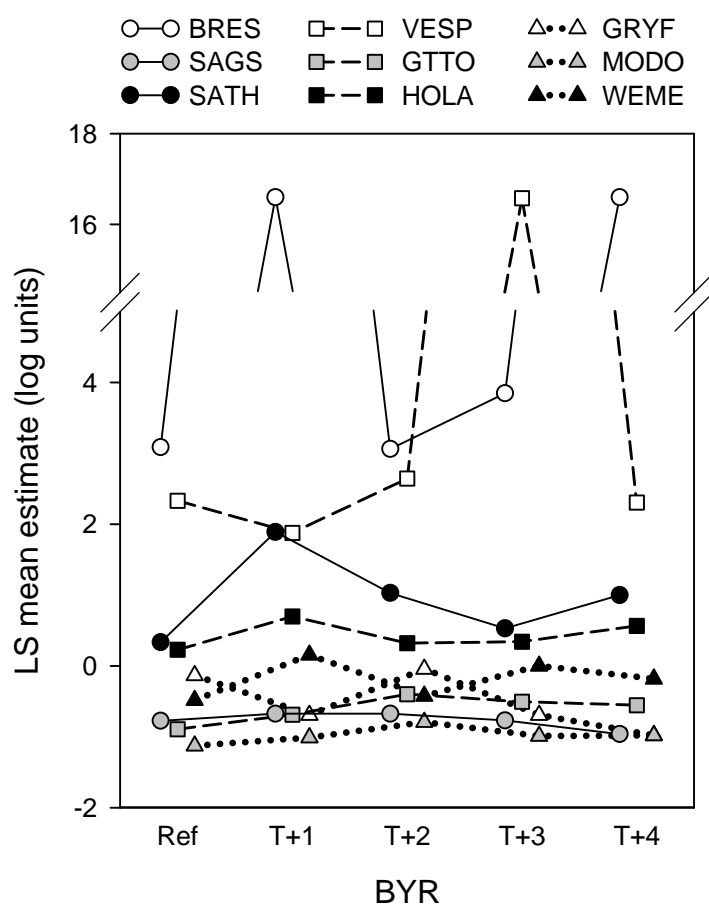 BRES VESP GRYF
SAGS GTTO MODO
SATH HOLA WEME
18
16
4
2
0
-2
LS mean estimate (log units)
Ref T+1 T+2 T+3 T+4
BYR